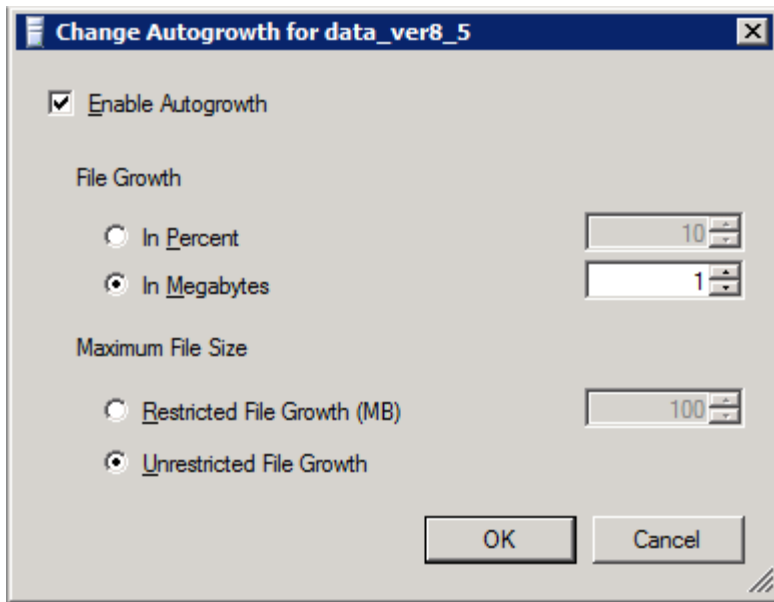 Change Autogrowth for data_ver8_5
Enable Autogrowth
File Growth
In Percent 10
In Megabytes 1
Maximum File Size
Restricted File Growth (MB) 100
Unrestricted File Growth
OK Cancel